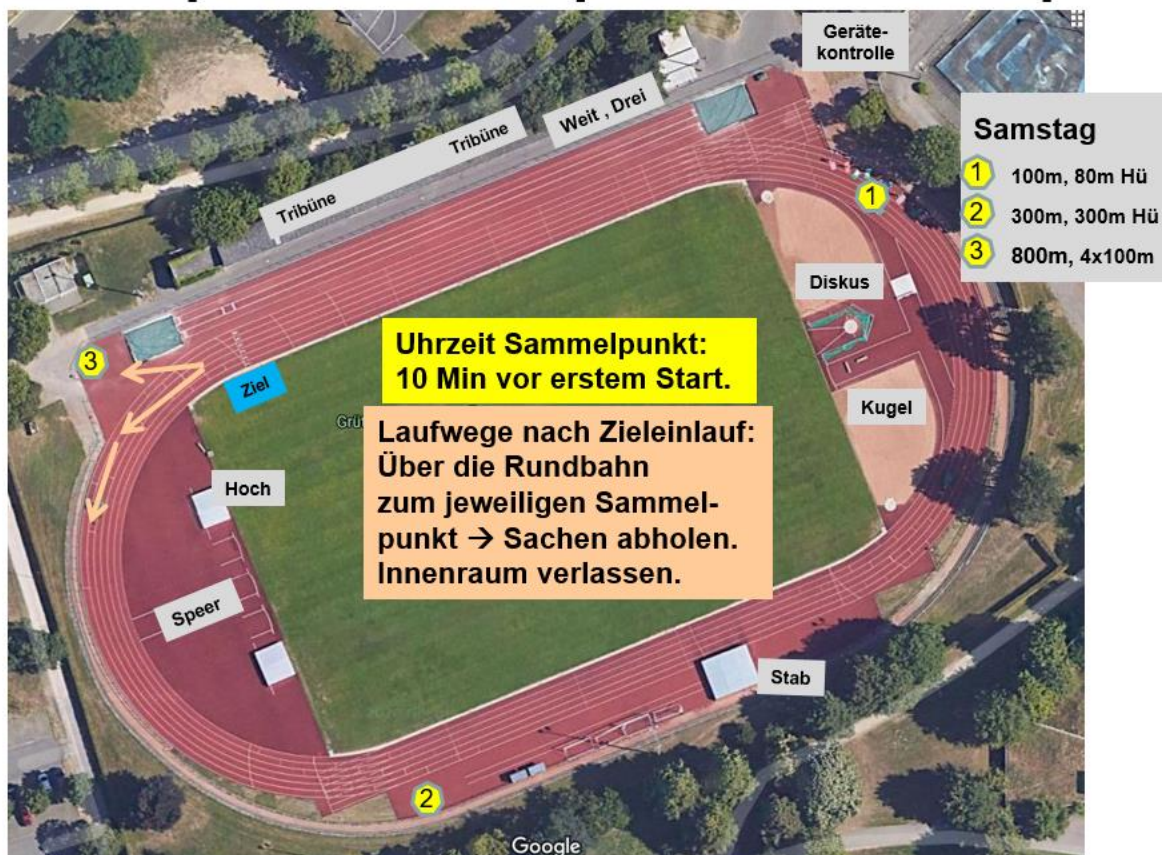 Geräte-
kontrolle
Samstag
1 100m, 80m Hü
2 300m, 300m Hü
3 800m, 4x100m
Weit , Drei
Tribüne
Tribüne
1
Diskus
3
Uhrzeit Sammelpunkt:
10 Min vor erstem Start.
Ziel
Kugel
Laufwege nach Zieleinlauf:
Über die Rundbahn
zum jeweiligen Sammel-
punkt → Sachen abholen.
Innenraum verlassen.
Hoch
Speer
Stab
2
Google